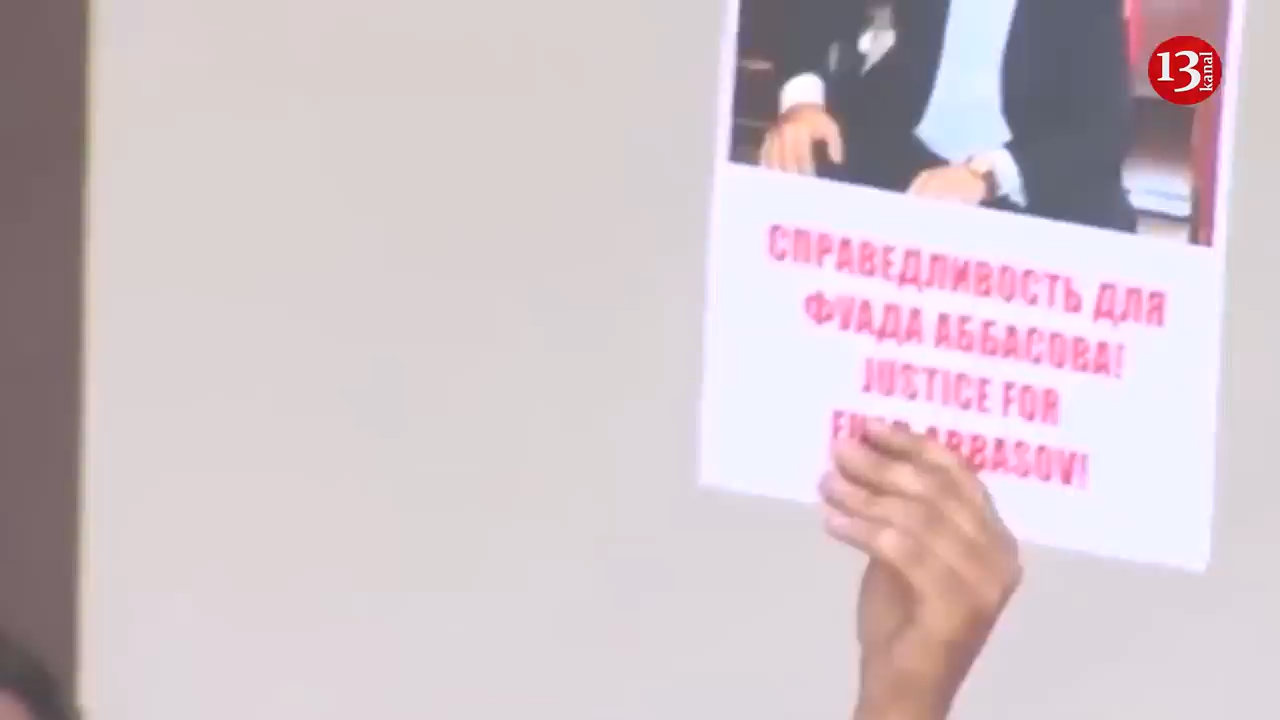 13 kanal
СПРАВЕДЛИВОСТЬ ДЛЯ
ФУАДА АББАСОВА!
JUSTICE FOR
ABBASOV!